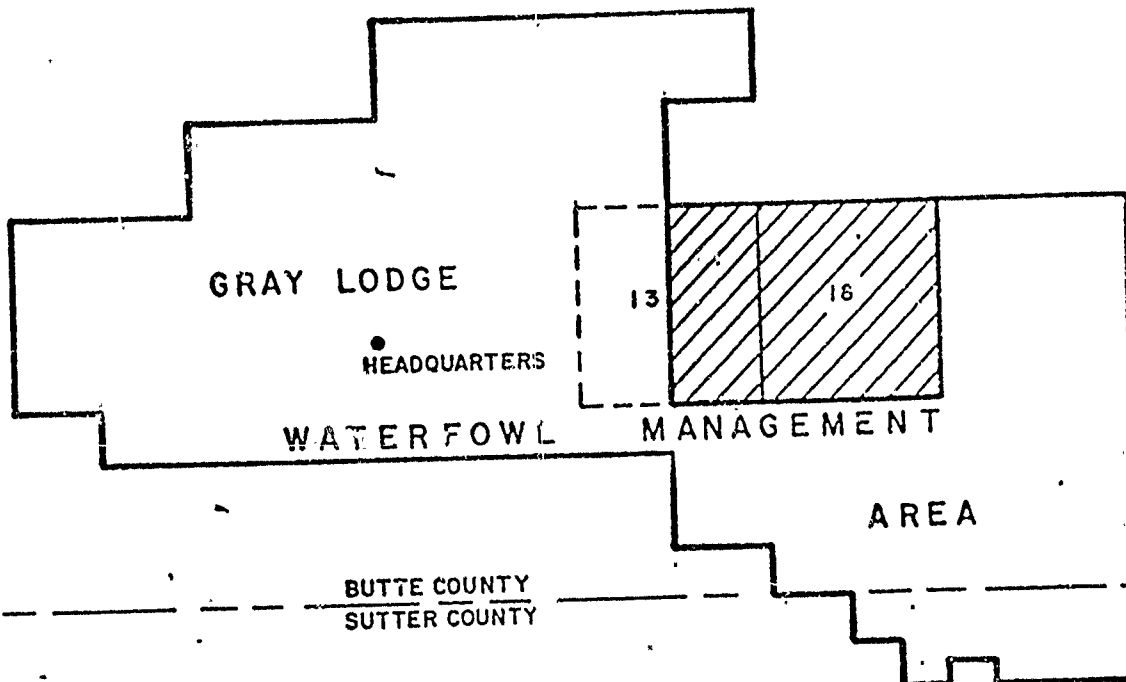 GRAY LODGE
13
18
HEADQUARTERS
WATERFOWL MANAGEMENT
AREA
BUTTE COUNTY
SUTTER COUNTY